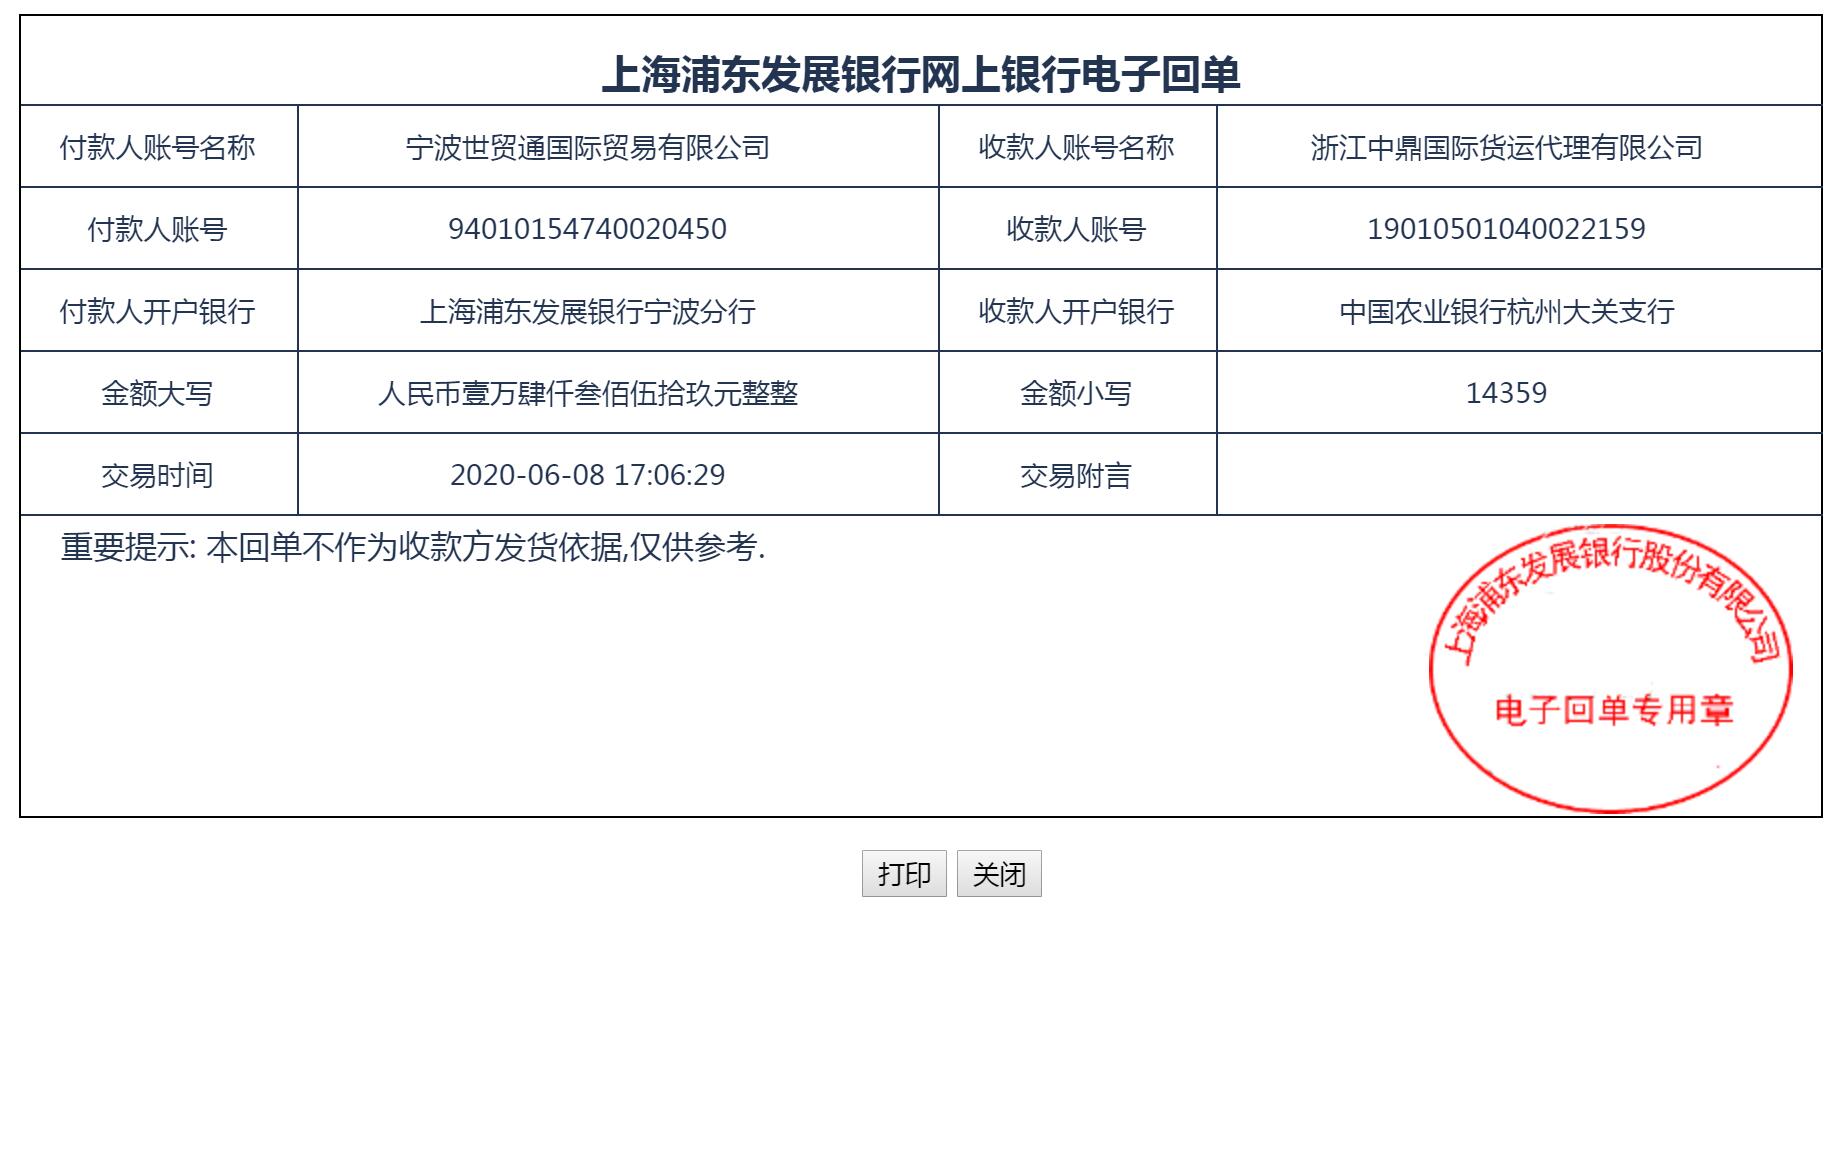 上海浦东发展银行网上银行电子回单
付款人账号名称 宁波世贸通国际贸易有限公司 收款人账号名称 浙江中鼎国际货运代理有限公司
付款人账号 94010154740020450 收款人账号 19010501040022159
付款人开户银行 上海浦东发展银行宁波分行 收款人开户银行 中国农业银行杭州大关支行
金额大写 人民币壹万肆仟叁佰伍拾玖元整整 金额小写 14359
交易时间 2020-06-08 17:06:29 交易附言
重要提示: 本回单不作为收款方发货依据,仅供参考.
上海浦东发展银行股份有限公司
电子回单专用章
打印 关闭